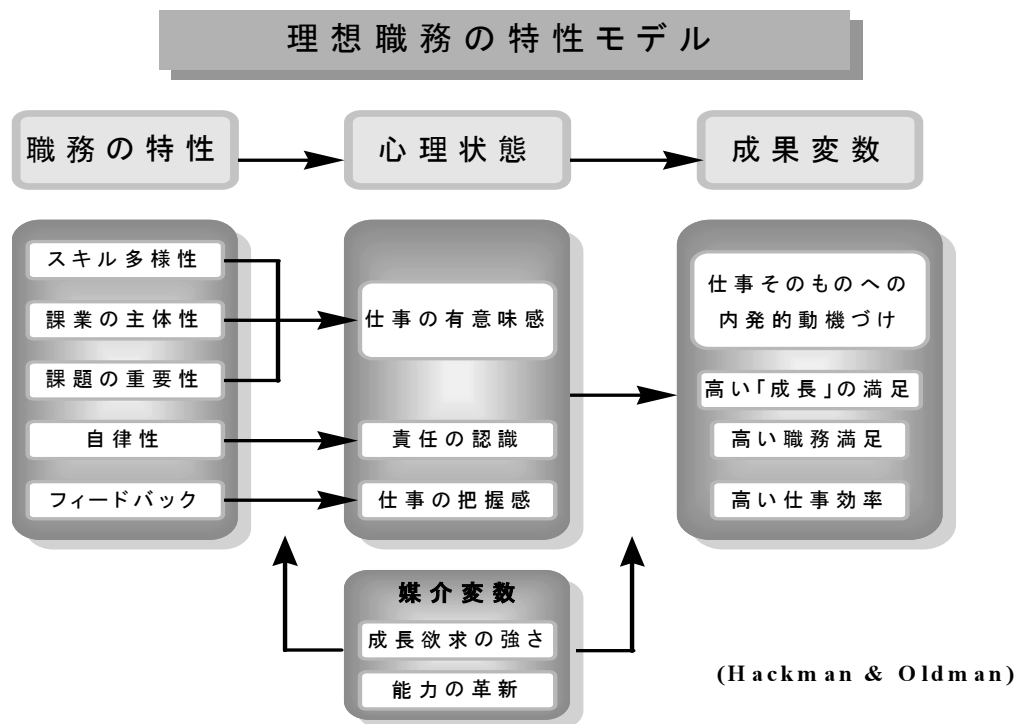 理想職務の特性モデル
職務の特性
心理状態
成果変数
スキル多様性
課業の主体性
課題の重要性
自律性
フィードバック
仕事の有意味感
責任の認識
仕事の把握感
仕事そのものへの
内発的動機づけ
高い「成長」の満足
高い職務満足
高い仕事効率
媒介変数
成長欲求の強さ
能力の革新
(Hackman & Oldman)